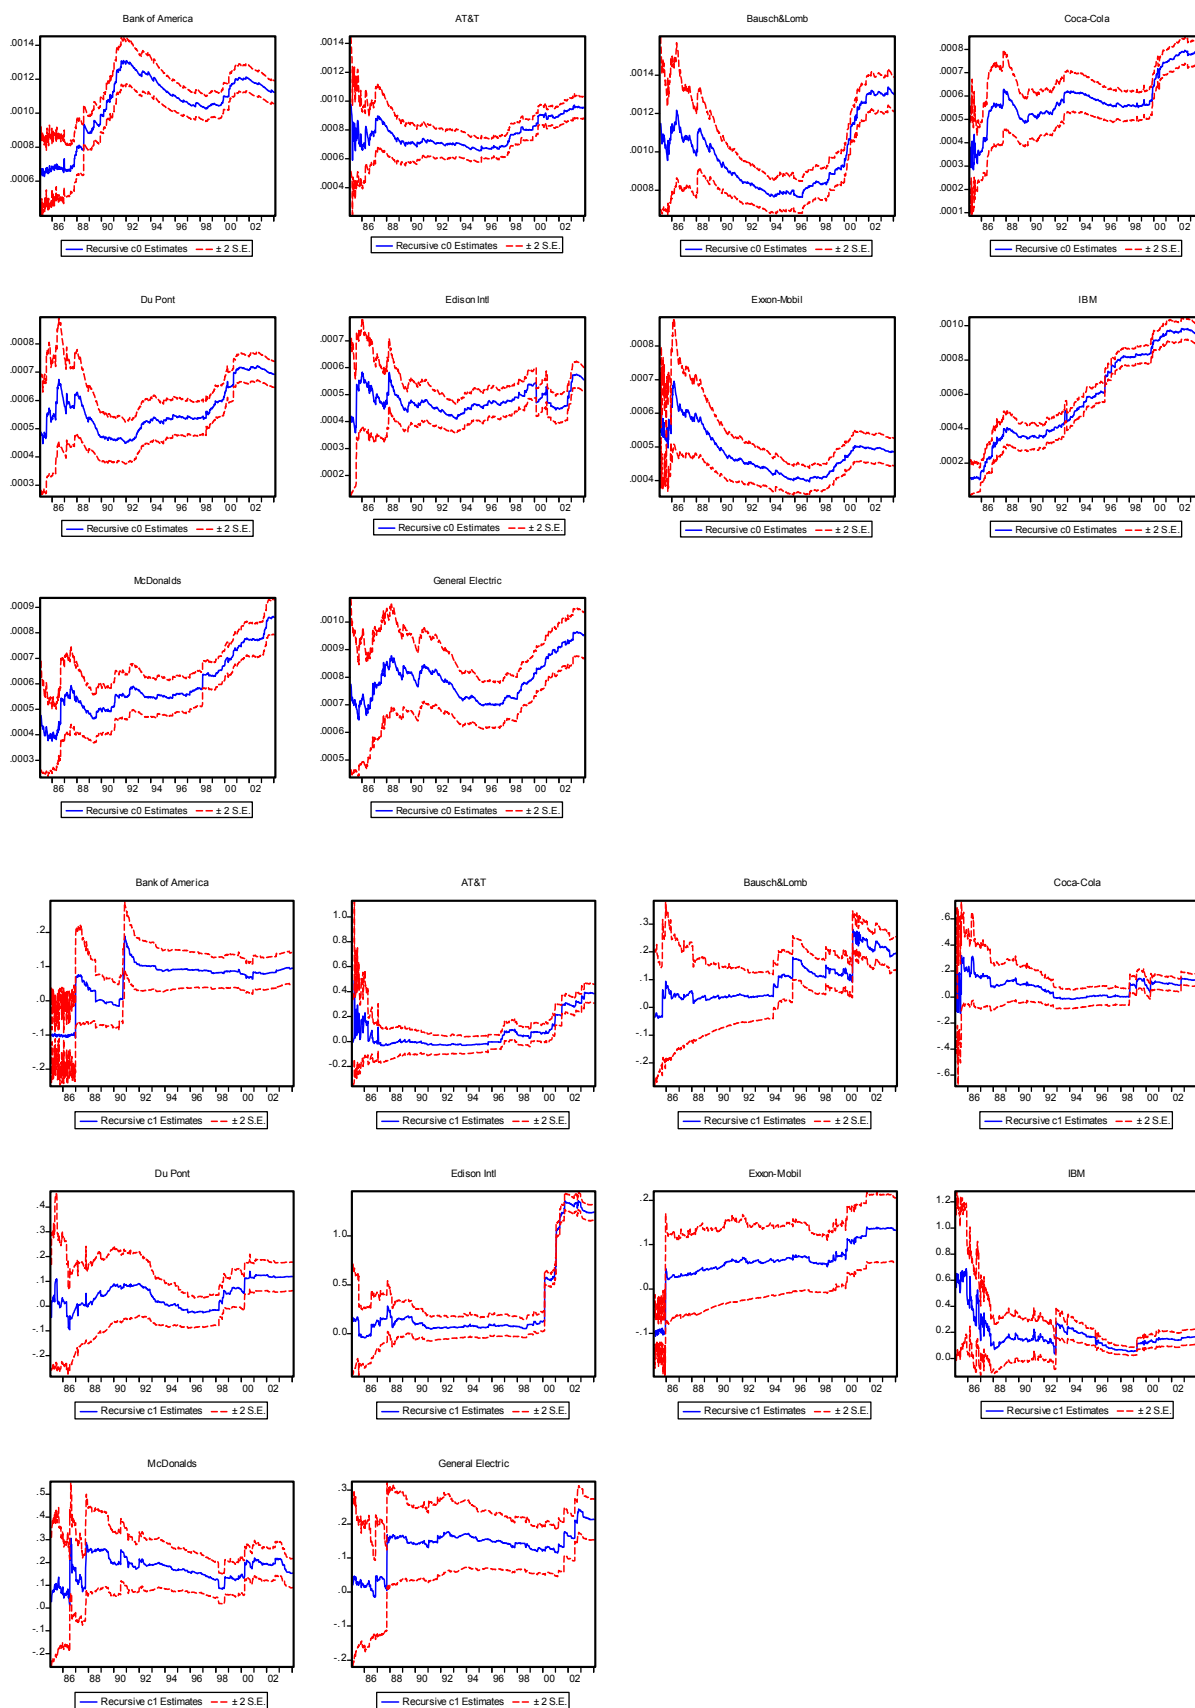 Bank of America
AT&T
Bausch&Lomb
Coca-Cola
.0014
.0012
.0010
.0008
.0006
86 88 90 92 94 96 98 00 02
Recursive c0 Estimates ± 2 S.E.
.0014
.0012
.0010
.0008
.0006
.0004
86 88 90 92 94 96 98 00 02
Recursive c0 Estimates ± 2 S.E.
.0014
.0012
.0010
.0008
86 88 90 92 94 96 98 00 02
Recursive c0 Estimates ± 2 S.E.
.0008
.0007
.0006
.0005
.0004
.0003
.0002
.0001
86 88 90 92 94 96 98 00 02
Recursive c0 Estimates ± 2 S.E.
Du Pont
Edison Intl
Exxon-Mobil
IBM
.0008
.0007
.0006
.0005
.0004
.0003
86 88 90 92 94 96 98 00 02
Recursive c0 Estimates ± 2 S.E.
.0007
.0006
.0005
.0004
.0003
.0002
86 88 90 92 94 96 98 00 02
Recursive c0 Estimates ± 2 S.E.
.0008
.0007
.0006
.0005
.0004
86 88 90 92 94 96 98 00 02
Recursive c0 Estimates ± 2 S.E.
.0010
.0008
.0006
.0004
.0002
86 88 90 92 94 96 98 00 02
Recursive c0 Estimates ± 2 S.E.
McDonalds
General Electric
.0009
.0008
.0007
.0006
.0005
.0004
.0003
86 88 90 92 94 96 98 00 02
Recursive c0 Estimates ± 2 S.E.
.0010
.0009
.0008
.0007
.0006
.0005
86 88 90 92 94 96 98 00 02
Recursive c0 Estimates ± 2 S.E.
Bank of America
AT&T
Bausch&Lomb
Coca-Cola
.2
.1
.0
-.1
-.2
86 88 90 92 94 96 98 00 02
Recursive c1 Estimates ± 2 S.E.
1.0
0.8
0.6
0.4
0.2
0.0
-0.2
86 88 90 92 94 96 98 00 02
Recursive c1 Estimates ± 2 S.E.
.3
.2
.1
.0
-.1
-.2
86 88 90 92 94 96 98 00 02
Recursive c1 Estimates ± 2 S.E.
.6
.4
.2
.0
-.2
-.4
-.6
86 88 90 92 94 96 98 00 02
Recursive c1 Estimates ± 2 S.E.
Du Pont
Edison Intl
Exxon-Mobil
IBM
.4
.3
.2
.1
.0
-.1
-.2
86 88 90 92 94 96 98 00 02
Recursive c1 Estimates ± 2 S.E.
1.0
0.5
0.0
86 88 90 92 94 96 98 00 02
Recursive c1 Estimates ± 2 S.E.
.2
.1
.0
-.1
86 88 90 92 94 96 98 00 02
Recursive c1 Estimates ± 2 S.E.
1.2
1.0
0.8
0.6
0.4
0.2
0.0
86 88 90 92 94 96 98 00 02
Recursive c1 Estimates ± 2 S.E.
McDonalds
General Electric
.5
.4
.3
.2
.1
.0
-.1
-.2
86 88 90 92 94 96 98 00 02
Recursive c1 Estimates ± 2 S.E.
.3
.2
.1
.0
-.1
-.2
86 88 90 92 94 96 98 00 02
Recursive c1 Estimates ± 2 S.E.